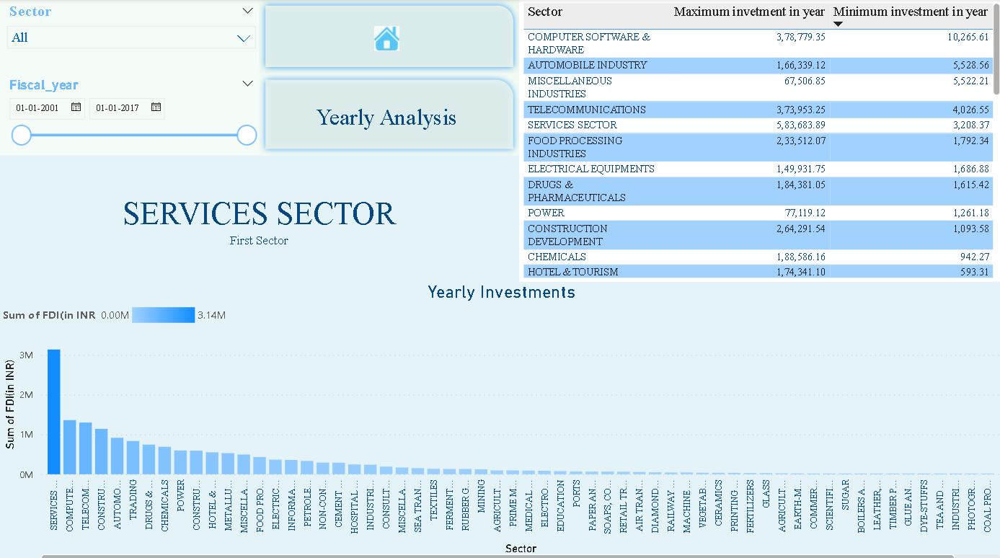 Sector
All
Fiscal_year
01-01-2001 01-01-2017
Yearly Analysis
SERVICES SECTOR
First Sector
Sector Maximum invetment in year Minimum investment in year
COMPUTER SOFTWARE & 3,78,779.35 10,265.61
HARDWARE
AUTOMOBILE INDUSTRY 1,66,339.12 5,528.56
MISCELLANEOUS 67,506.85 5,522.21
INDUSTRIES
TELECOMMUNICATIONS 3,73,953.25 4,026.55
SERVICES SECTOR 5,83,683.89 3,208.37
FOOD PROCESSING 2,33,512.07 1,792.34
INDUSTRIES
ELECTRICAL EQUIPMENTS 1,49,931.75 1,686.88
DRUGS & 1,84,381.05 1,615.42
PHARMACEUTICALS
POWER 77,119.12 1,261.18
CONSTRUCTION 2,64,291.54 1,093.58
DEVELOPMENT
CHEMICALS 1,88,586.16 942.27
HOTEL & TOURISM 1,74,341.10 593.31
Yearly Investments
Sum of FDI(in INR 0.00M 3.14M
Sum of FDI(in INR)
3M
2M
1M
0M
SERVICES...
COMPUTE...
TELECOM...
CONSTRU...
AUTOMO...
TRADING
DRUGS & ...
CHEMICALS
POWER
CONSTRU...
HOTEL & ...
METALLU...
MISCELLA...
FOOD PRO...
ELECTRIC...
INFORMA...
PETROLE...
NON-CON...
CEMENT ...
HOSPITAL...
INDUSTRI...
CONSULT...
MISCELLA...
SEA TRAN...
TEXTILES
FERMENT...
RUBBER G...
MINING
AGRICULT...
PRIME M...
MEDICAL ...
ELECTRO...
EDUCATION
PORTS
PAPER AN...
SOAPS, CO...
RETAIL TR...
AIR TRAN...
DIAMOND...
RAILWAY ...
MACHINE...
VEGETAB...
CERAMICS
PRINTING...
FERTILIZERS
GLASS
AGRICULT...
EARTH-M...
COMMER...
SCIENTIFI...
SUGAR
BOILERS A...
LEATHER,...
TIMBER P...
GLUE AN...
DYE-STUFFS
TEA AND ...
INDUSTRI...
PHOTOGR...
COAL PRO...
Sector